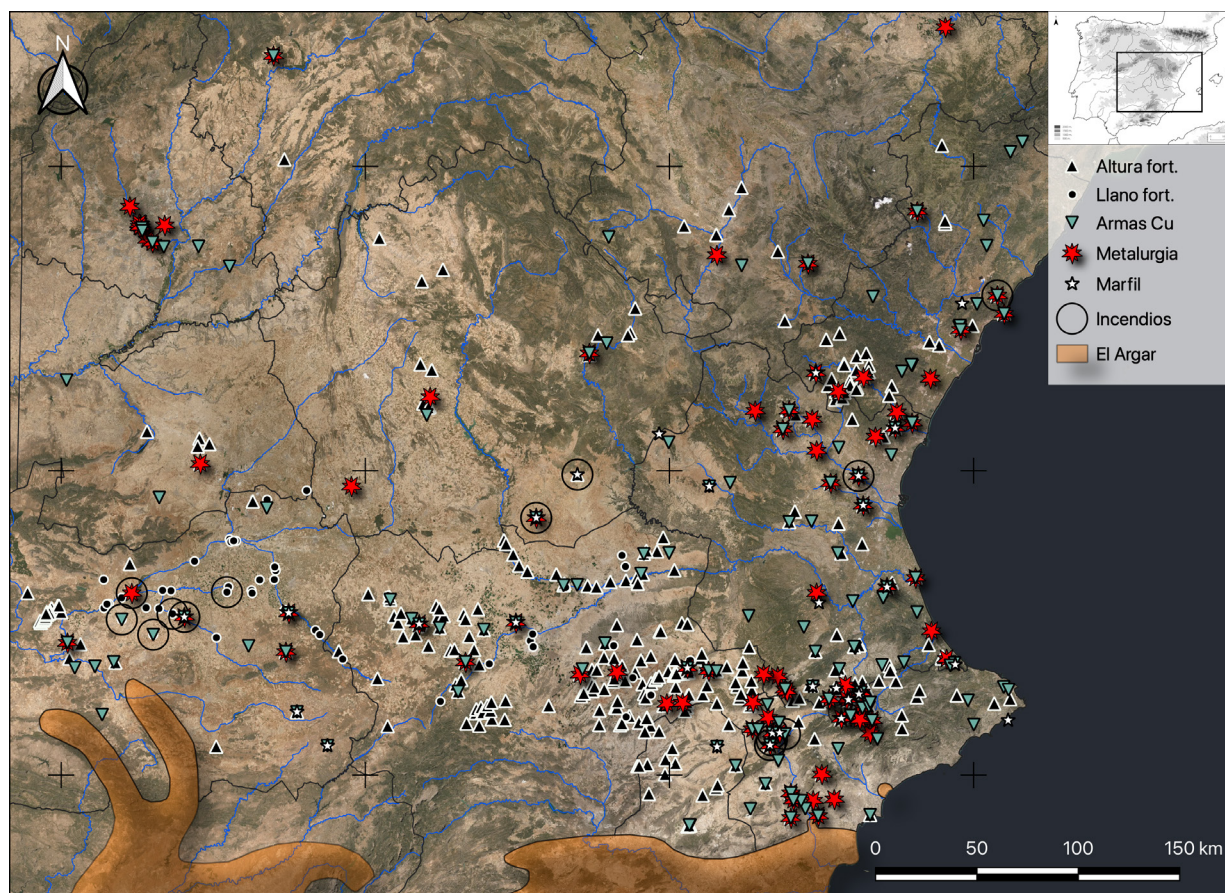 N
Altura fort.
Llano fort.
Armas Cu
Metalurgia
Marfil
Incendios
El Argar
0 50 100 150 km